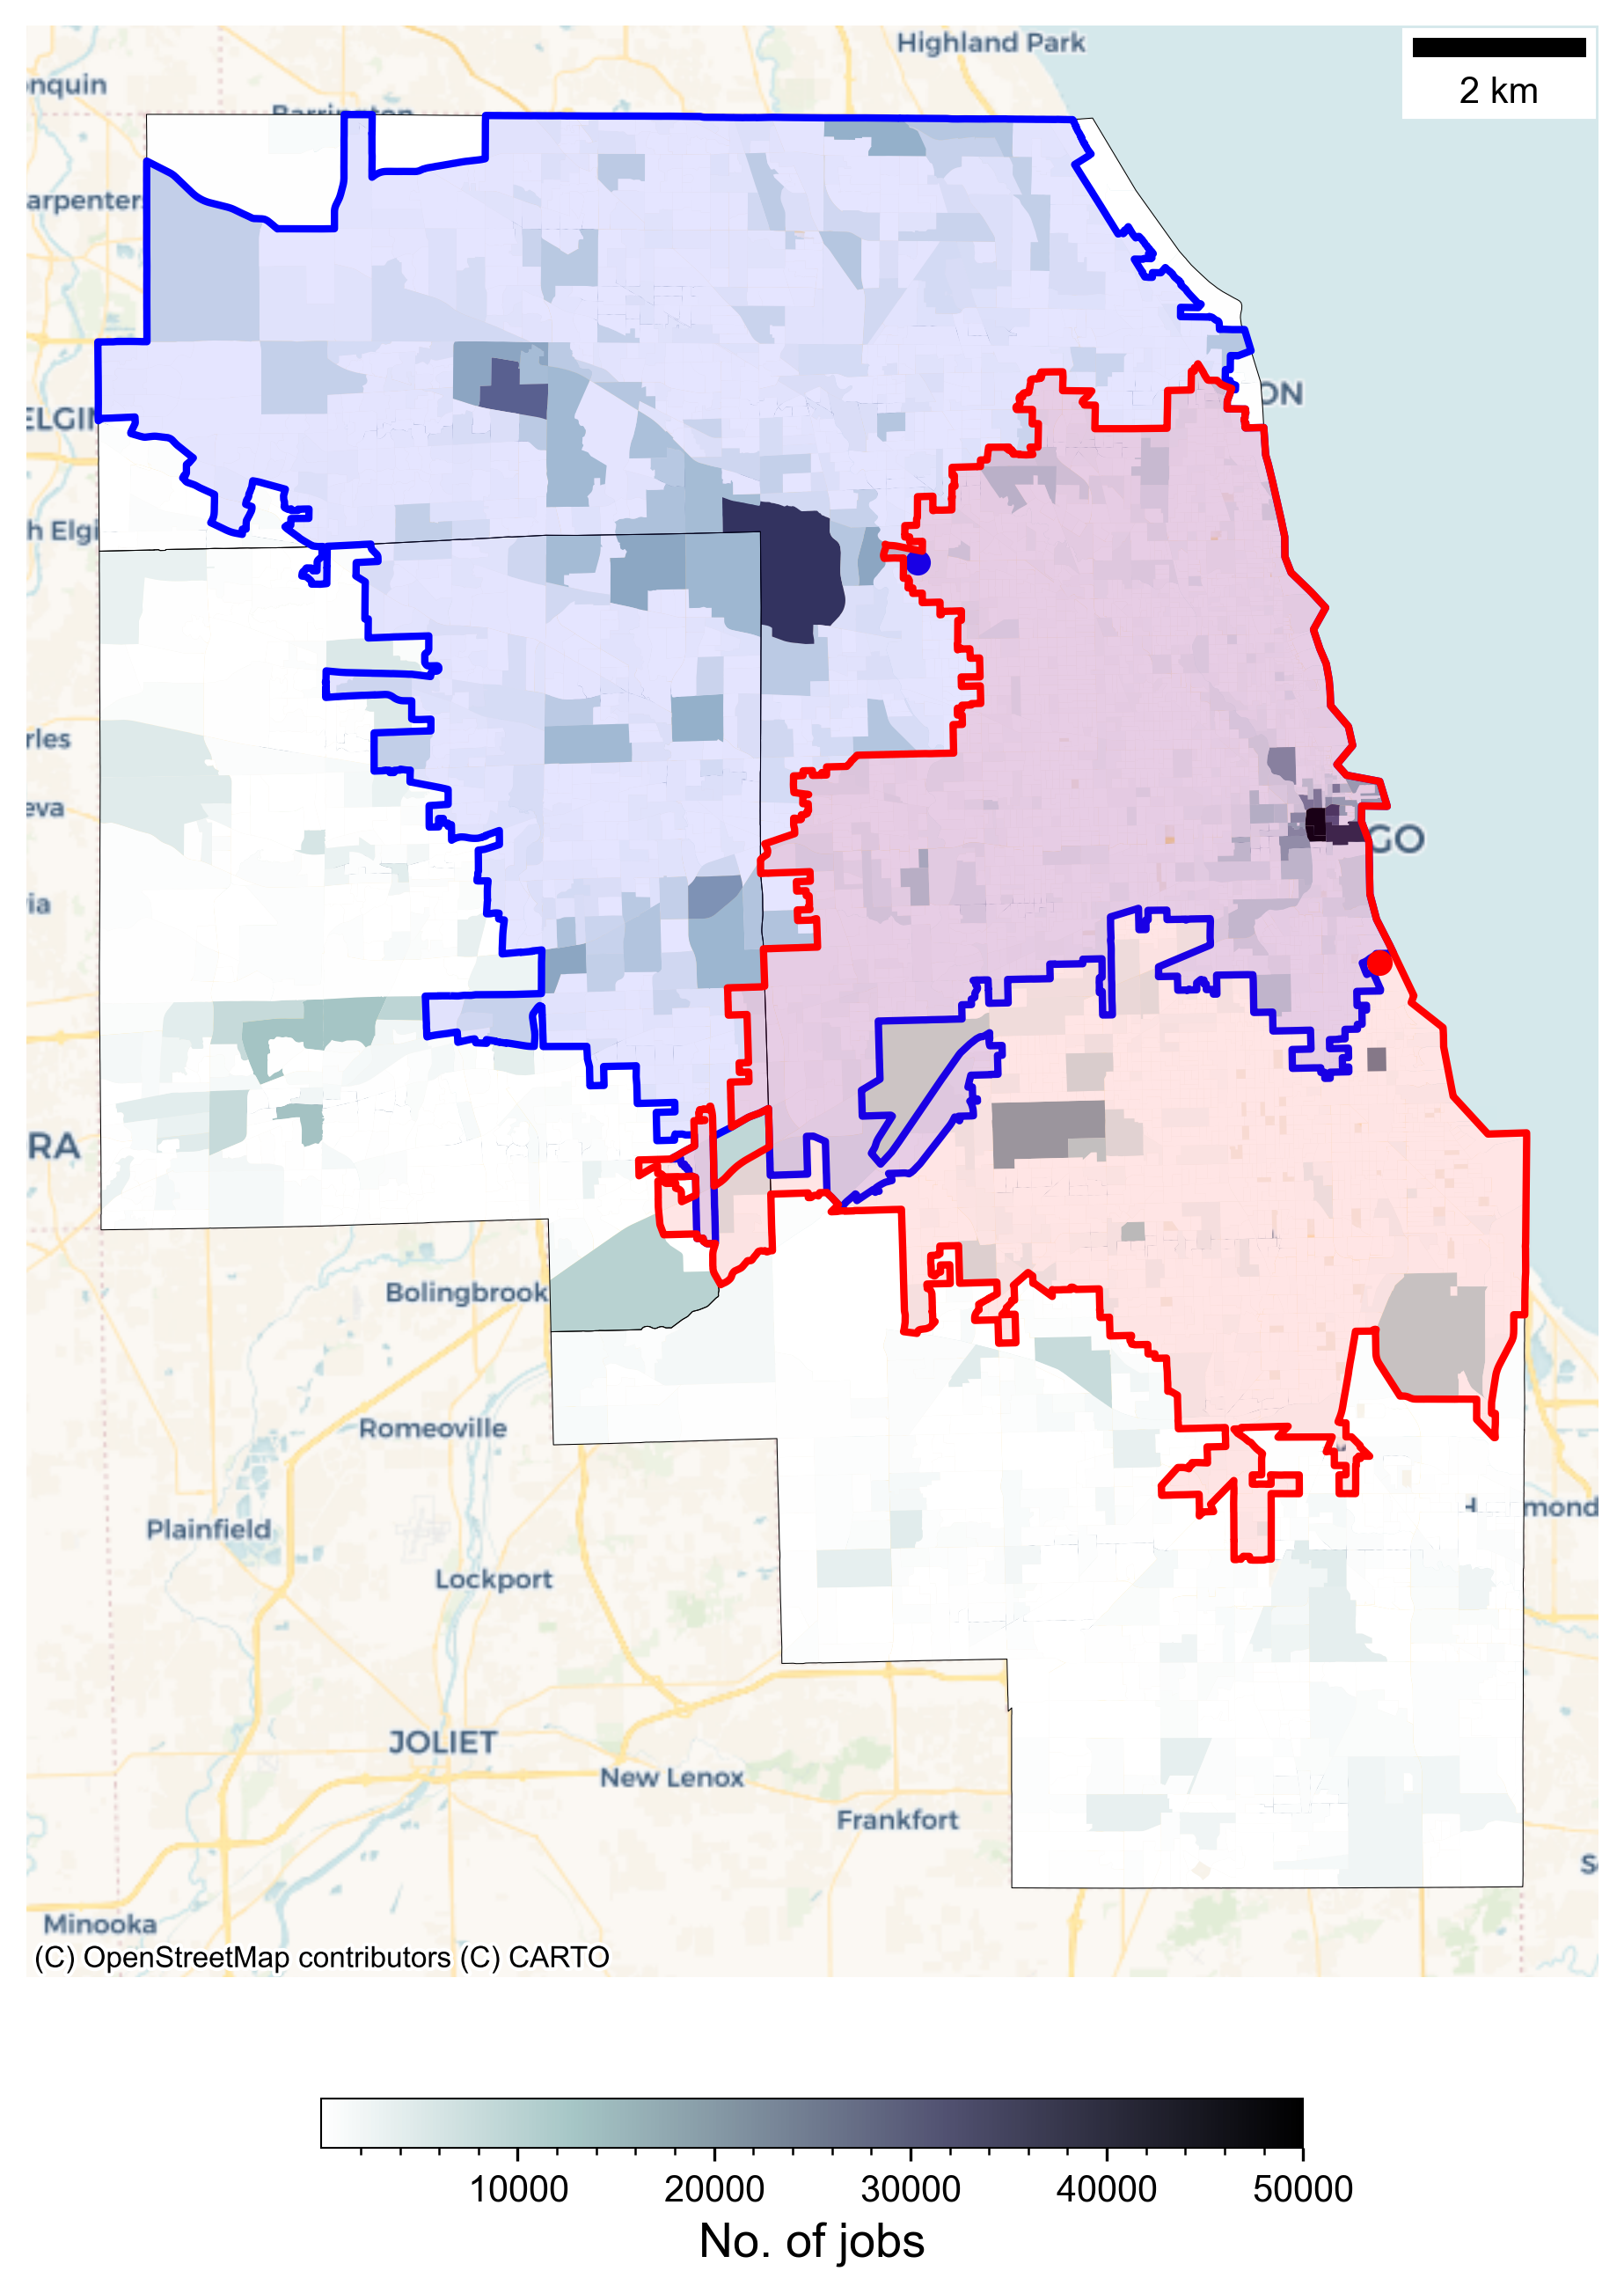 Highland Park
2 km
nquin
Barrington
arpenter
ELGIN
ON
h Elgi
rles
eva
GO
ia
RA
Bolingbrook
Romeoville
Plainfield
mond
Lockport
JOLIET
New Lenox
Frankfort
S
Minooka
(C) OpenStreetMap contributors (C) CARTO
10000 20000 30000 40000 50000
No. of jobs